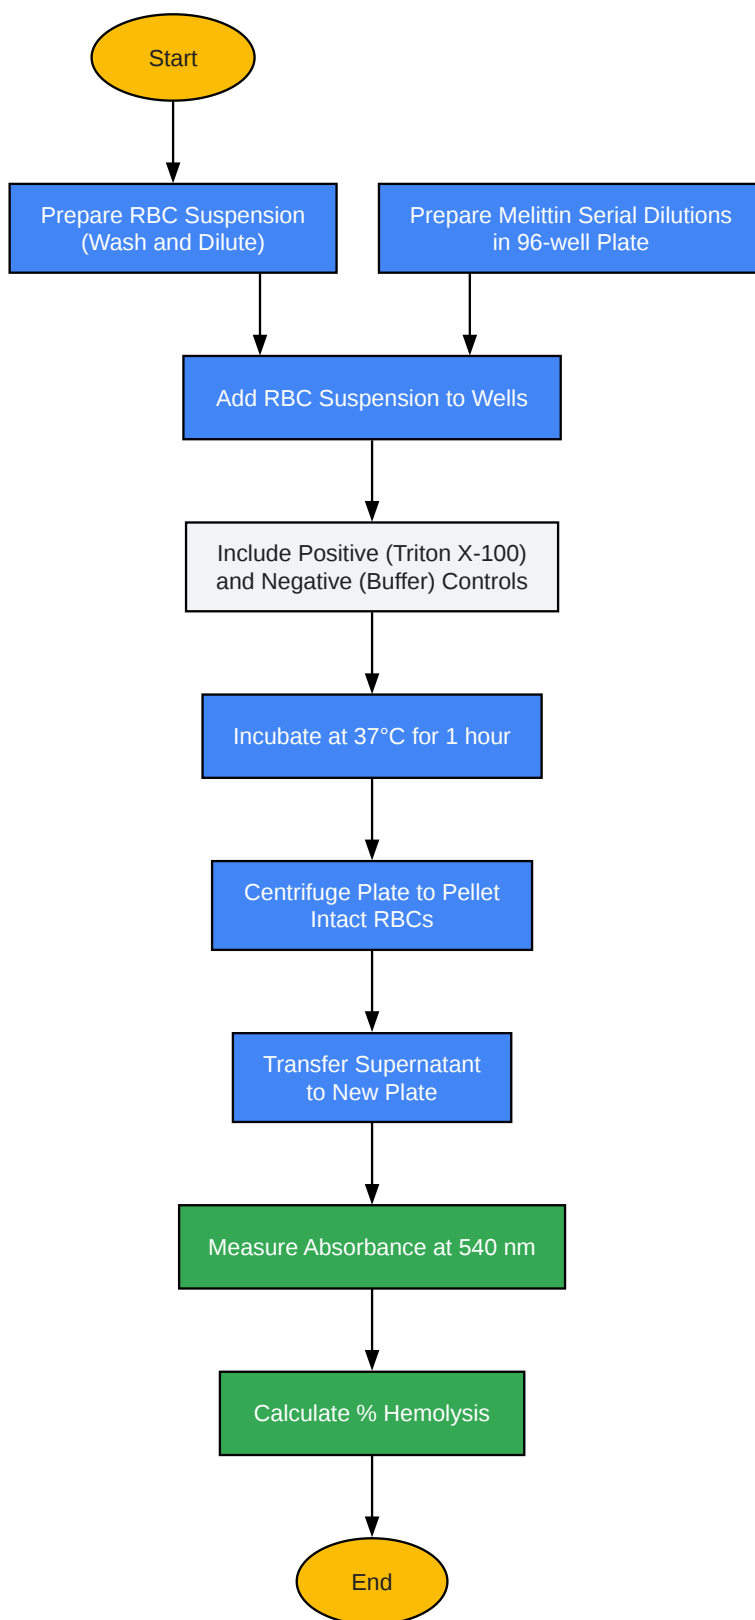 Start
Prepare RBC Suspension
(Wash and Dilute)
Prepare Melittin Serial Dilutions
in 96-well Plate
Add RBC Suspension to Wells
Include Positive (Triton X-100)
and Negative (Buffer) Controls
Incubate at 37°C for 1 hour
Centrifuge Plate to Pellet
Intact RBCs
Transfer Supernatant
to New Plate
Measure Absorbance at 540 nm
Calculate % Hemolysis
End